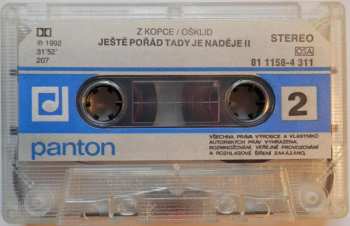 Z KOPCE / OŠKLID
℗ 1992
31'52"
207
JEŠTĚ POŘÁD TADY JE NADĚJE II
STEREO
OSA
81 1158-4 311
2
panton
VŠECHNA PRÁVA VÝROBCE A VLASTNÍKŮ
AUTORSKÝCH PRÁV VYHRAZENA.
ROZMNOŽOVÁNÍ, VEŘEJNÉ PROVOZOVÁNÍ
A ROZHLASOVÉ ŠÍŘENÍ ZAKÁZÁNO.